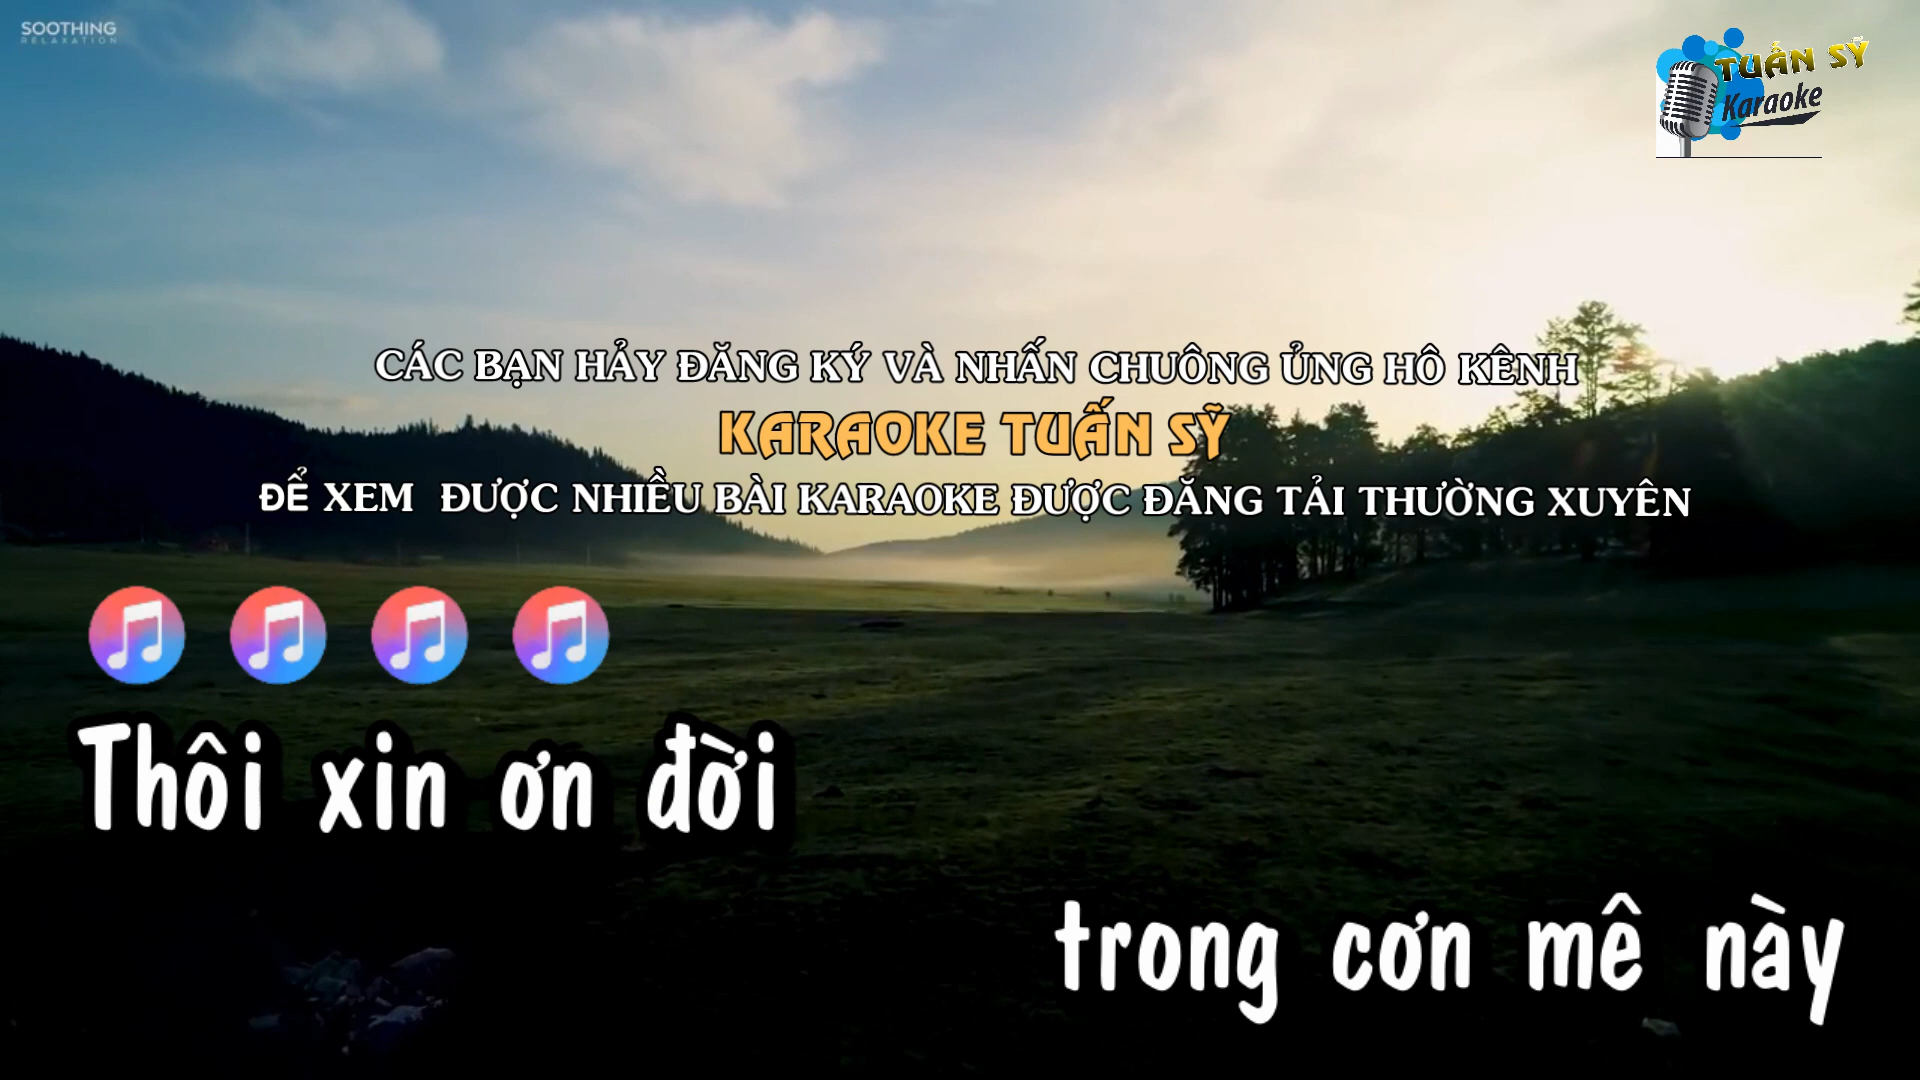 SOOTHING
RELAXATION
TUẤN SỸ
Karaoke
CÁC BẠN HẢY ĐĂNG KÝ VÀ NHẤN CHUÔNG ỦNG HÔ KÊNH
KARAOKE TUẤN SỸ
ĐỂ XEM ĐƯỢC NHIỀU BÀI KARAOKE ĐƯỢC ĐĂNG TẢI THƯỜNG XUYÊN
Thôi xin ơn đời
trong cơn mê này